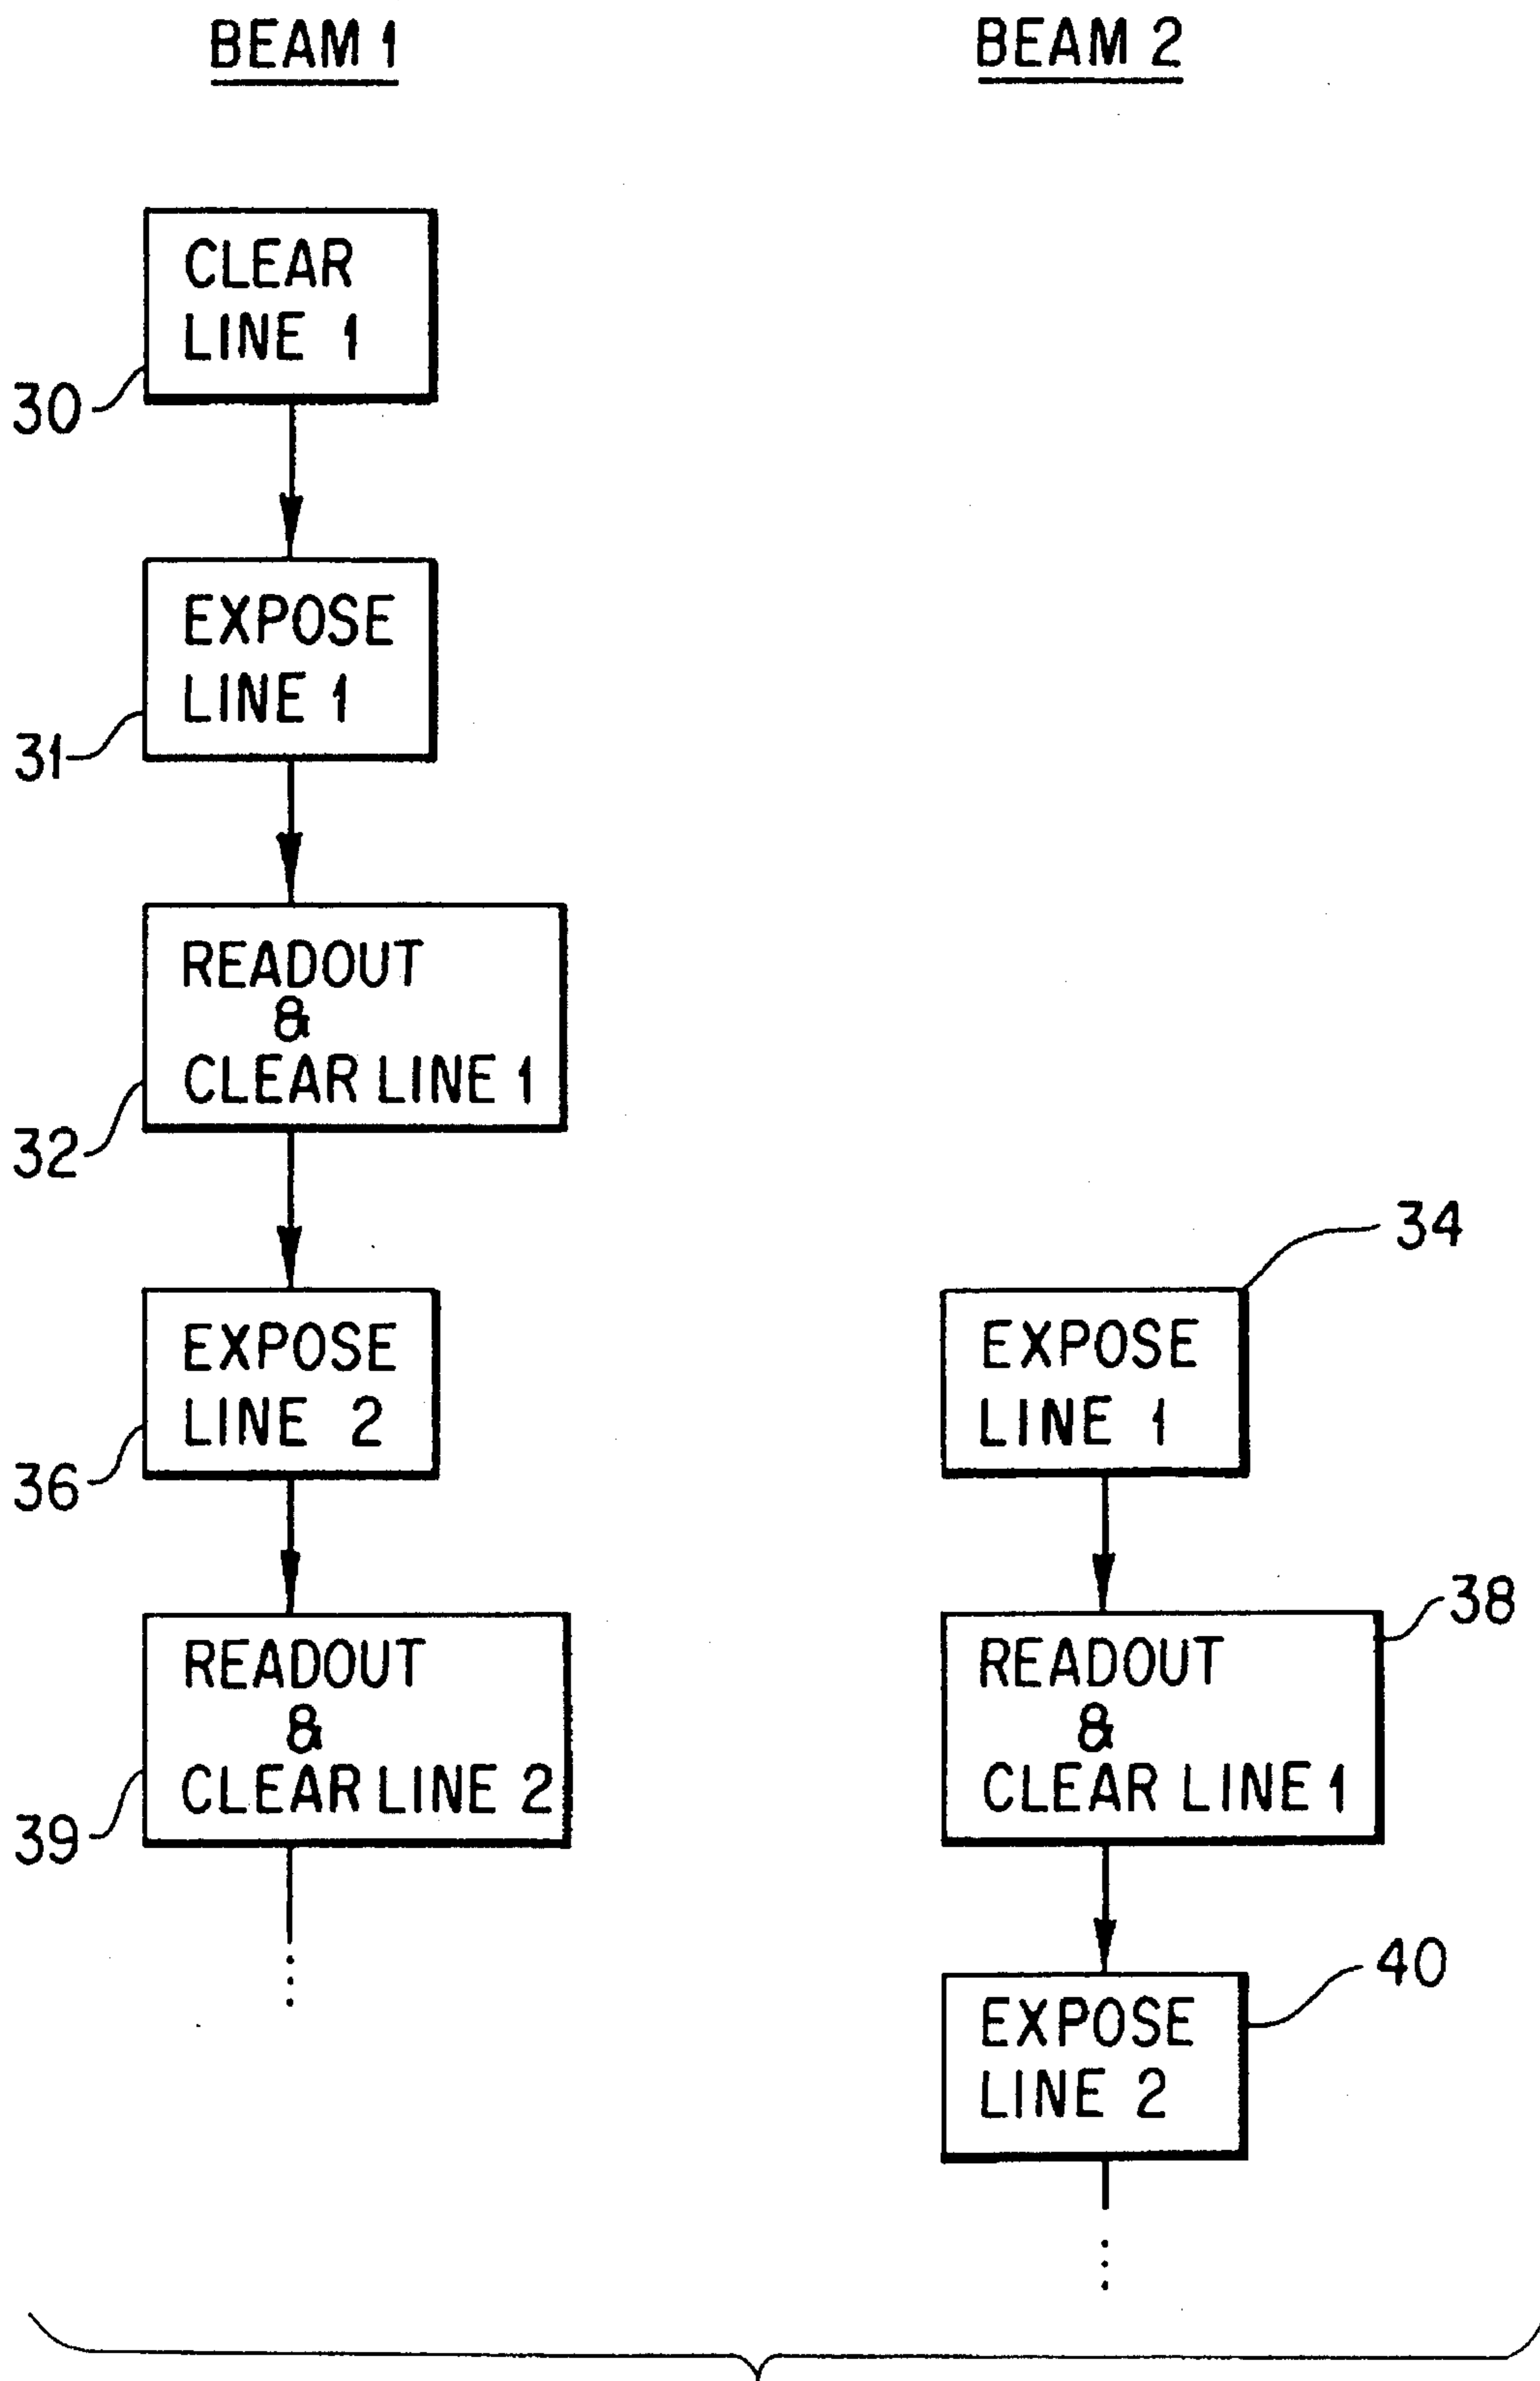 BEAM 1
BEAM 2
CLEAR
LINE 1
30
EXPOSE
LINE 1
31
READOUT
&
CLEAR LINE 1
32
EXPOSE
LINE 2
36
READOUT
&
CLEAR LINE 2
39
34
EXPOSE
LINE 1
38
READOUT
&
CLEAR LINE 1
40
EXPOSE
LINE 2